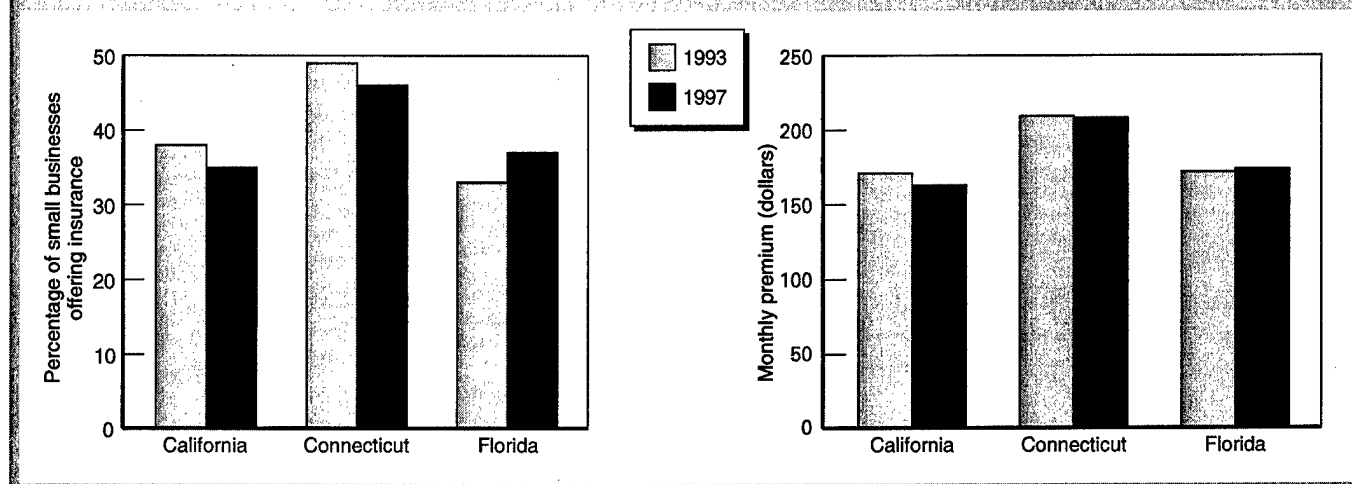 50
40
30
20
10
0
Percentage of small businesses
offering insurance
California
Connecticut
Florida
1993
1997
250
200
150
100
50
0
Monthly premium (dollars)
California
Connecticut
Florida